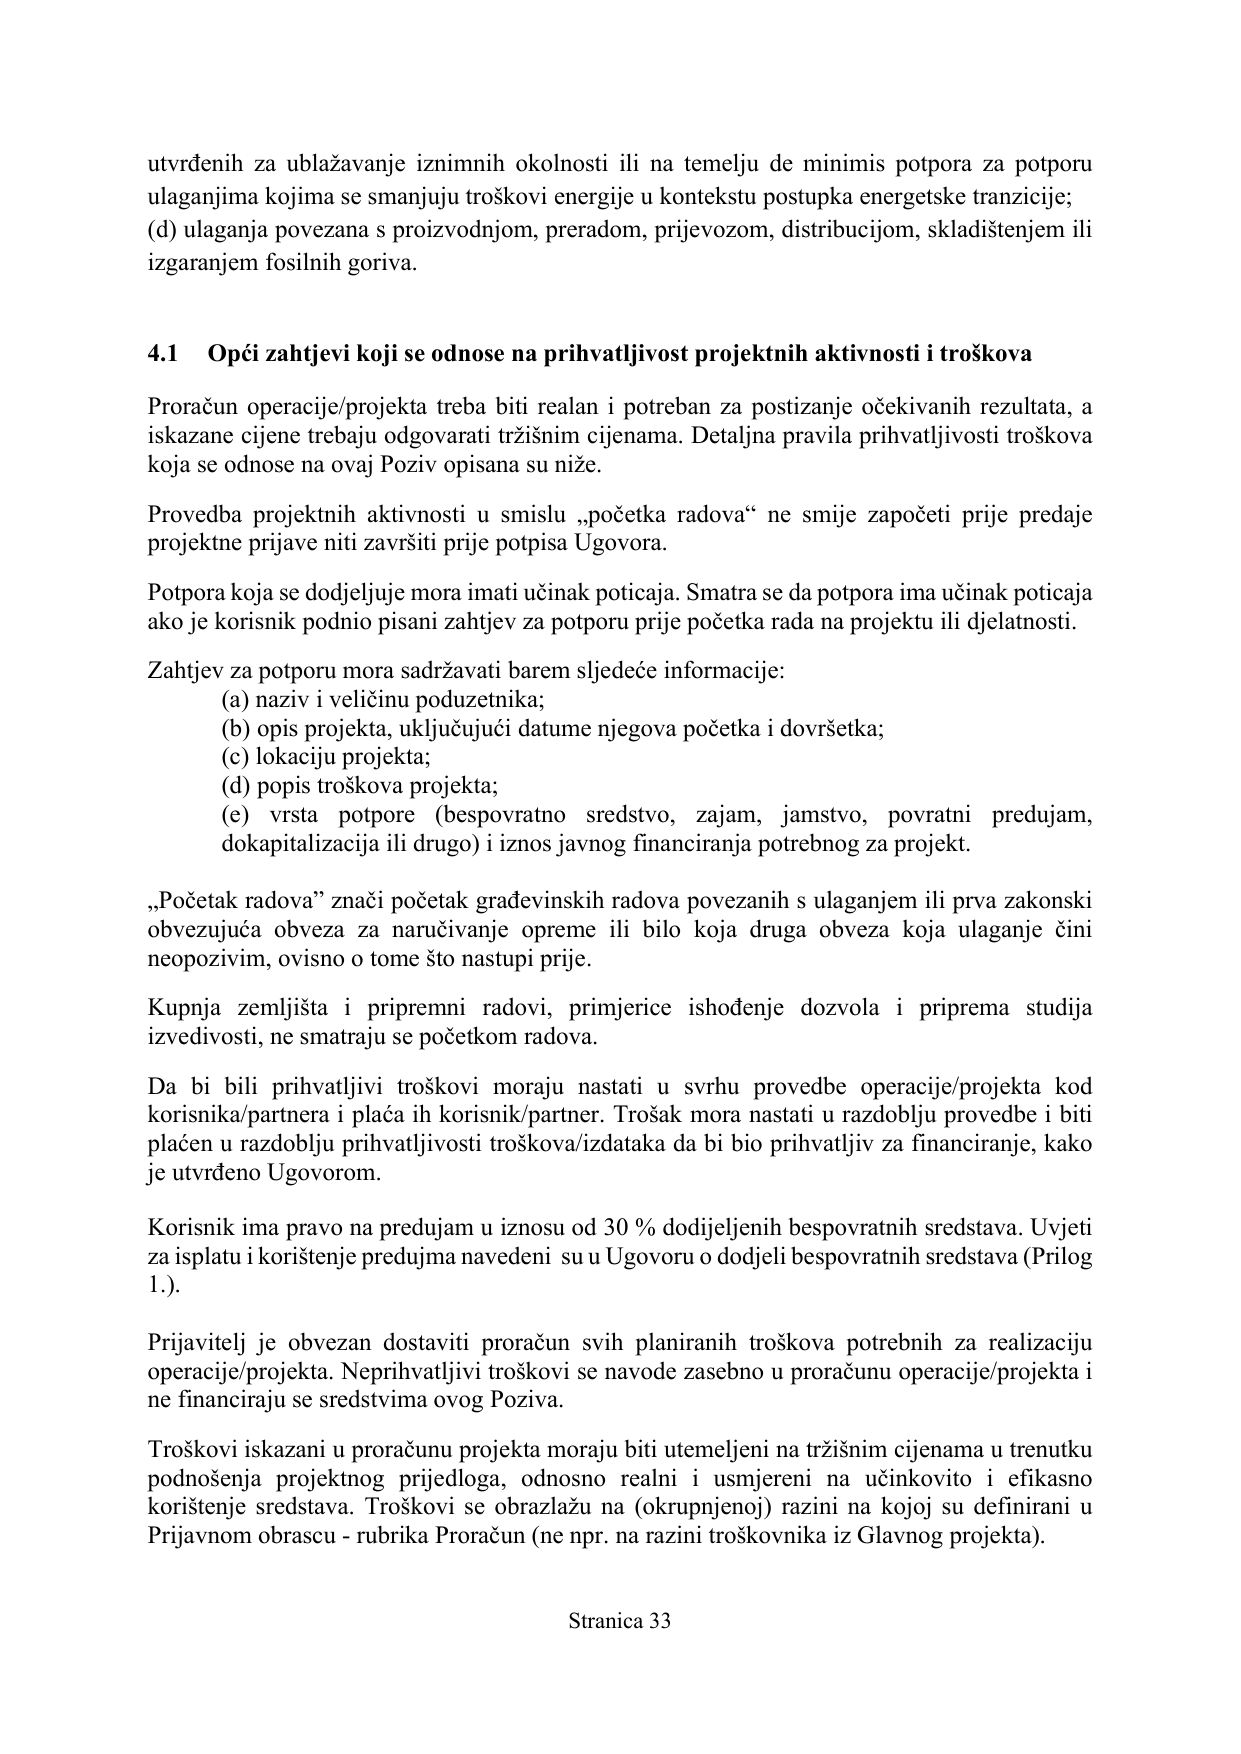 utvrđenih za ublažavanje iznimnih okolnosti ili na temelju de minimis potpora za potporu
ulaganjima kojima se smanjuju troškovi energije u kontekstu postupka energetske tranzicije;
(d) ulaganja povezana s proizvodnjom, preradom, prijevozom, distribucijom, skladištenjem ili
izgaranjem fosilnih goriva.
4.1 Opći zahtjevi koji se odnose na prihvatljivost projektnih aktivnosti i troškova
Proračun operacije/projekta treba biti realan i potreban za postizanje očekivanih rezultata, a
iskazane cijene trebaju odgovarati tržišnim cijenama. Detaljna pravila prihvatljivosti troškova
koja se odnose na ovaj Poziv opisana su niže.
Provedba projektnih aktivnosti u smislu „početka radova“ ne smije započeti prije predaje
projektne prijave niti završiti prije potpisa Ugovora.
Potpora koja se dodjeljuje mora imati učinak poticaja. Smatra se da potpora ima učinak poticaja
ako je korisnik podnio pisani zahtjev za potporu prije početka rada na projektu ili djelatnosti.
Zahtjev za potporu mora sadržavati barem sljedeće informacije:
(a) naziv i veličinu poduzetnika;
(b) opis projekta, uključujući datume njegova početka i dovršetka;
(c) lokaciju projekta;
(d) popis troškova projekta;
(e) vrsta potpore (bespovratno sredstvo, zajam, jamstvo, povratni predujam,
dokapitalizacija ili drugo) i iznos javnog financiranja potrebnog za projekt.
„Početak radova” znači početak građevinskih radova povezanih s ulaganjem ili prva zakonski
obvezujuća obveza za naručivanje opreme ili bilo koja druga obveza koja ulaganje čini
neopozivim, ovisno o tome što nastupi prije.
Kupnja zemljišta i pripremni radovi, primjerice ishođenje dozvola i priprema studija
izvedivosti, ne smatraju se početkom radova.
Da bi bili prihvatljivi troškovi moraju nastati u svrhu provedbe operacije/projekta kod
korisnika/partnera i plaća ih korisnik/partner. Trošak mora nastati u razdoblju provedbe i biti
plaćen u razdoblju prihvatljivosti troškova/izdataka da bi bio prihvatljiv za financiranje, kako
je utvrđeno Ugovorom.
Korisnik ima pravo na predujam u iznosu od 30 % dodijeljenih bespovratnih sredstava. Uvjeti
za isplatu i korištenje predujma navedeni su u Ugovoru o dodjeli bespovratnih sredstava (Prilog
1.).
Prijavitelj je obvezan dostaviti proračun svih planiranih troškova potrebnih za realizaciju
operacije/projekta. Neprihvatljivi troškovi se navode zasebno u proračunu operacije/projekta i
ne financiraju se sredstvima ovog Poziva.
Troškovi iskazani u proračunu projekta moraju biti utemeljeni na tržišnim cijenama u trenutku
podnošenja projektnog prijedloga, odnosno realni i usmjereni na učinkovito i efikasno
korištenje sredstava. Troškovi se obrazlažu na (okrupnjenoj) razini na kojoj su definirani u
Prijavnom obrascu - rubrika Proračun (ne npr. na razini troškovnika iz Glavnog projekta).
Stranica 33